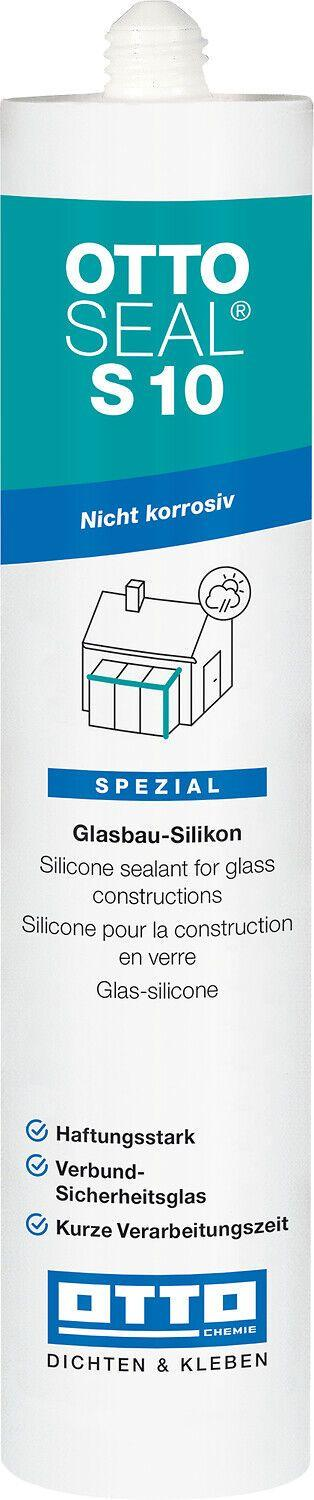 OTTO
SEAL®
S 10
Nicht korrosiv
SPEZIAL
Glasbau-Silikon
Silicone sealant for glass
constructions
Silicone pour la construction
en verre
Glas-silicone
Haftungsstark
Verbund-
Sicherheitsglas
Kurze Verarbeitungszeit
OTTO
CHEMIE
DICHTEN & KLEBEN